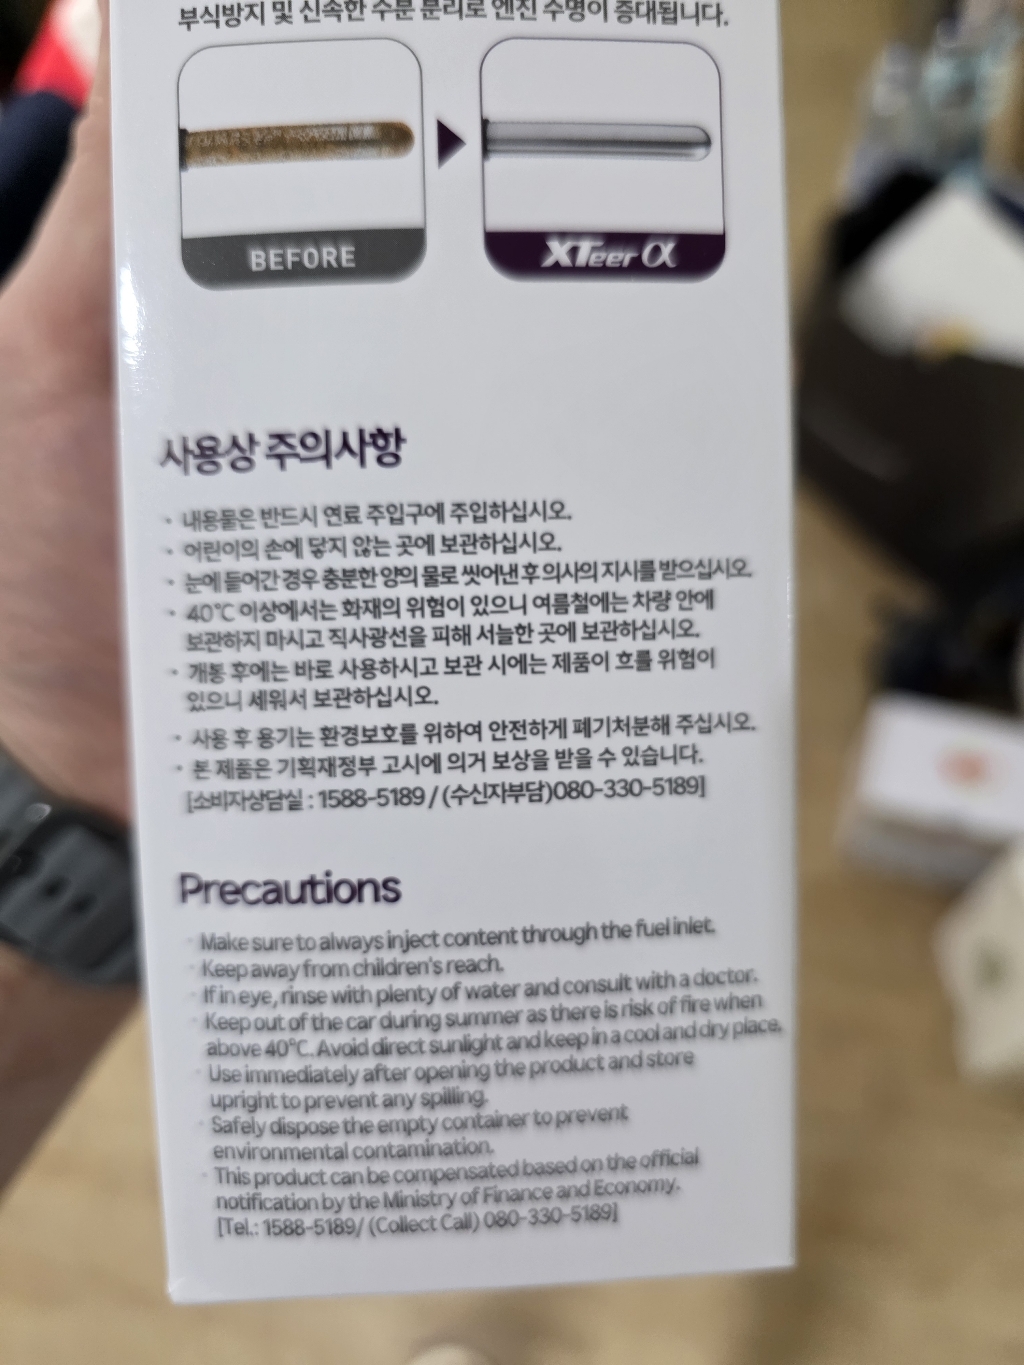 부식방지 및 신속한 수분 분리로 엔진 수명이 증대됩니다.
BEFORE
XTeer α
사용상 주의사항
· 내용물은 반드시 연료 주입구에 주입하십시오.
· 어린이의 손에 닿지 않는 곳에 보관하십시오.
· 눈에 들어간 경우 충분한 양의 물로 씻어낸 후 의사의 지시를 받으십시오.
· 40℃ 이상에서는 화재의 위험이 있으니 여름철에는 차량 안에
보관하지 마시고 직사광선을 피해 서늘한 곳에 보관하십시오.
· 개봉 후에는 바로 사용하시고 보관 시에는 제품이 흐를 위험이
있으니 세워서 보관하십시오.
· 사용 후 용기는 환경보호를 위하여 안전하게 폐기처분해 주십시오.
· 본 제품은 기획재정부 고시에 의거 보상을 받을 수 있습니다.
[소비자상담실 : 1588-5189 / (수신자부담)080-330-5189]
Precautions
· Make sure to always inject content through the fuel inlet.
· Keep away from children's reach.
· If in eye, rinse with plenty of water and consult with a doctor.
· Keep out of the car during summer as there is risk of fire when
above 40℃. Avoid direct sunlight and keep in a cool and dry place.
· Use immediately after opening the product and store
upright to prevent any spilling.
· Safely dispose the empty container to prevent
environmental contamination.
· This product can be compensated based on the official
notification by the Ministry of Finance and Economy.
[Tel.: 1588-5189/ (Collect Call) 080-330-5189]